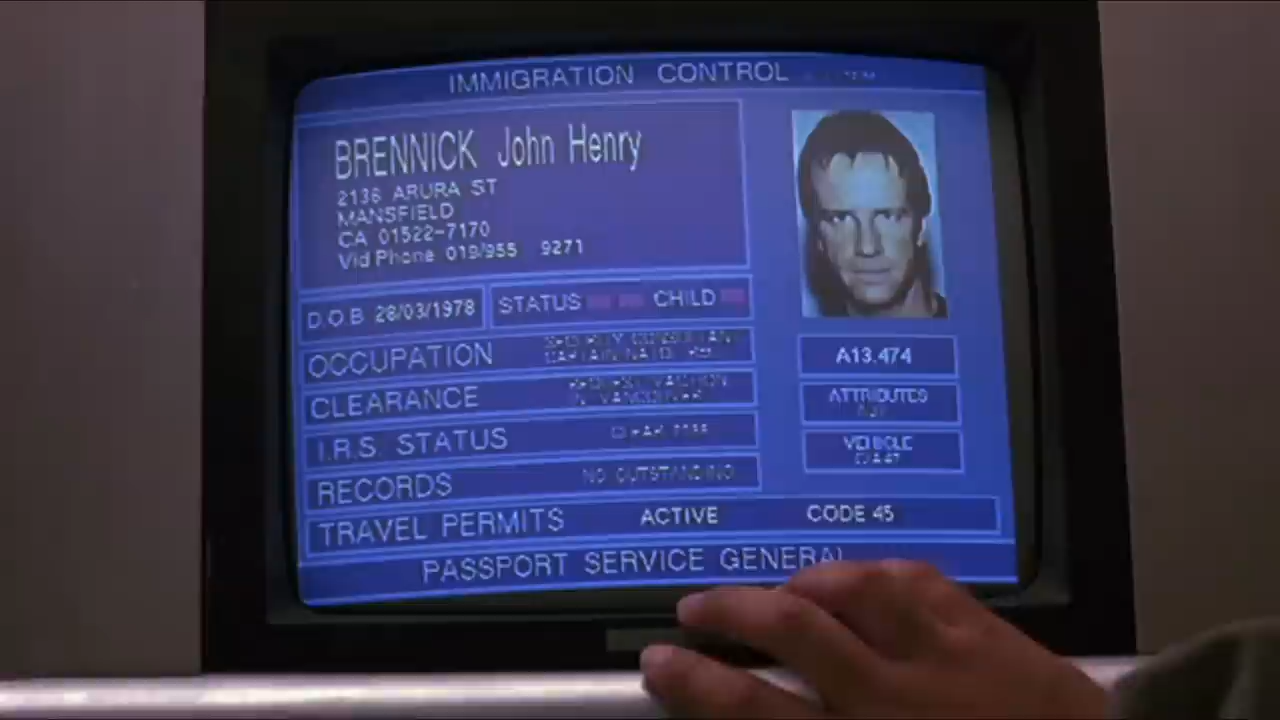 IMMIGRATION CONTROL
BRENNICK John Henry
2136 ARURA ST
MANSFIELD
CA 01522-7170
Vid Phone 019/955 9271
D.O.B 28/03/1978
STATUS CHILD
OCCUPATION
CLEARANCE
I.R.S. STATUS
RECORDS NO OUTSTANDING
TRAVEL PERMITS ACTIVE CODE 45
A13.474
ATTRIBUTES
VEHICLE
PASSPORT SERVICE GENERAL